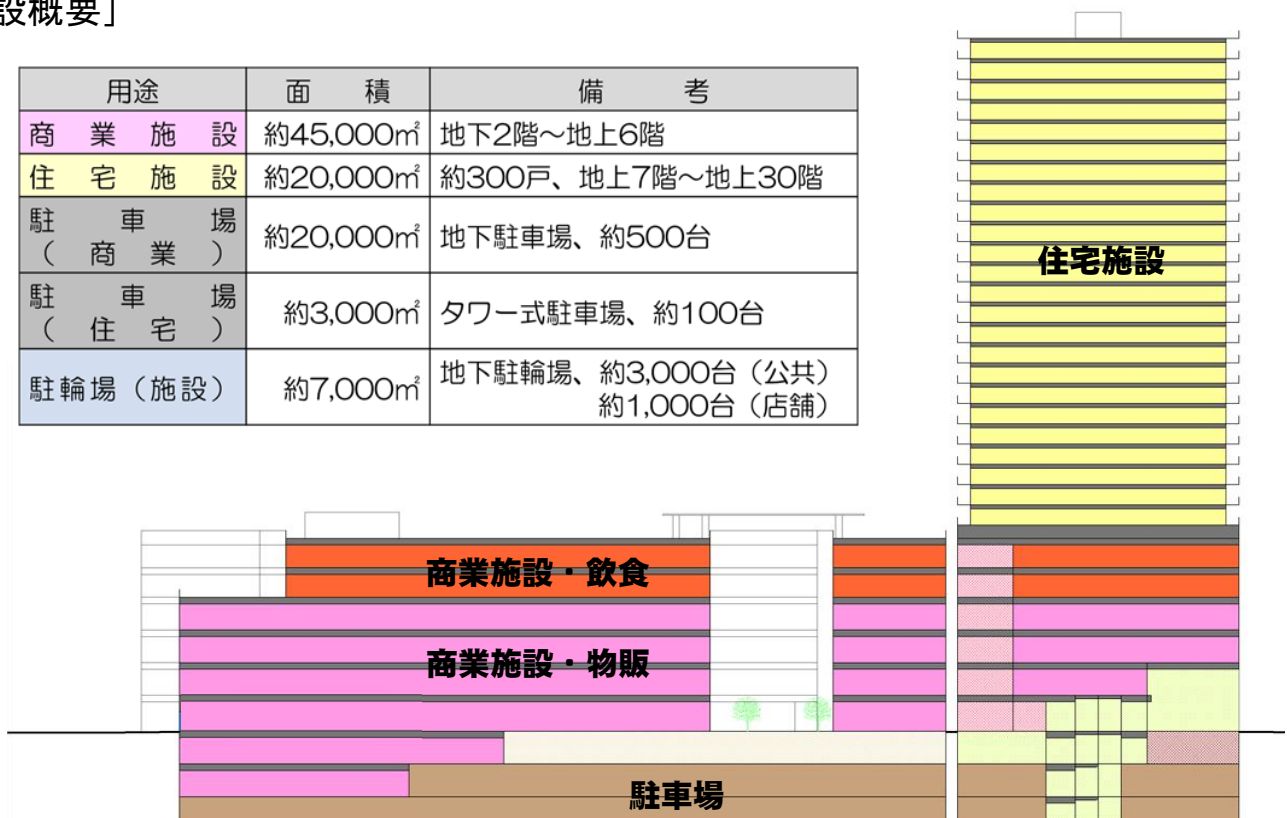 設概要］
用途 面 積 備 考
商 業 施 設 約45,000㎡ 地下2階～地上6階
住 宅 施 設 約20,000㎡ 約300戸、地上7階～地上30階
駐 車 場
（ 商 業 ） 約20,000㎡ 地下駐車場、約500台
駐 車 場
（ 住 宅 ） 約3,000㎡ タワー式駐車場、約100台
駐輪場（施設） 約7,000㎡ 地下駐輪場、約3,000台（公共）
約1,000台（店舗）
住宅施設
商業施設・飲食
商業施設・物販
駐車場